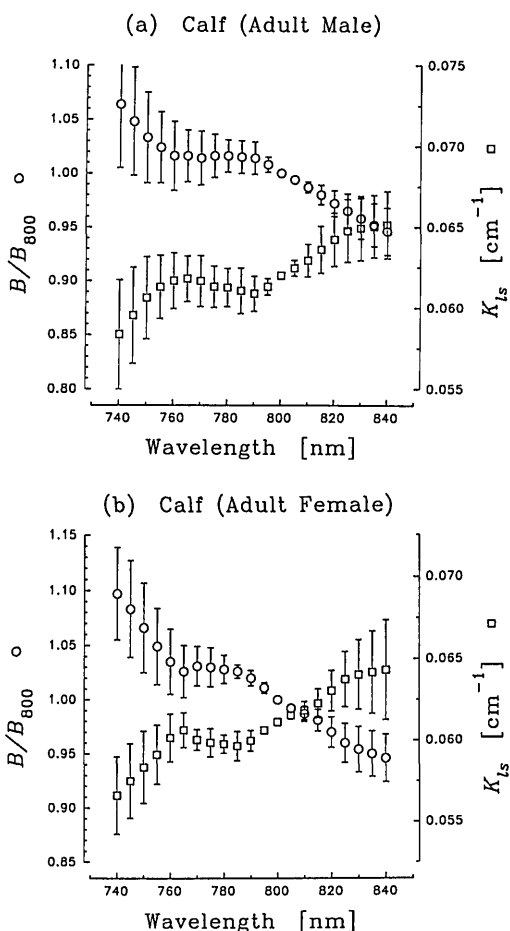 (a) Calf (Adult Male)
1.10
1.05
1.00
0.95
0.90
0.85
0.80
B/B800
0.075
0.070
0.065
0.060
0.055
Kls [cm−1]
740 760 780 800 820 840
Wavelength [nm]
(b) Calf (Adult Female)
1.15
1.10
1.05
1.00
0.95
0.90
0.85
B/B800
0.070
0.065
0.060
0.055
Kls [cm−1]
740 760 780 800 820 840
Wavelength [nm]